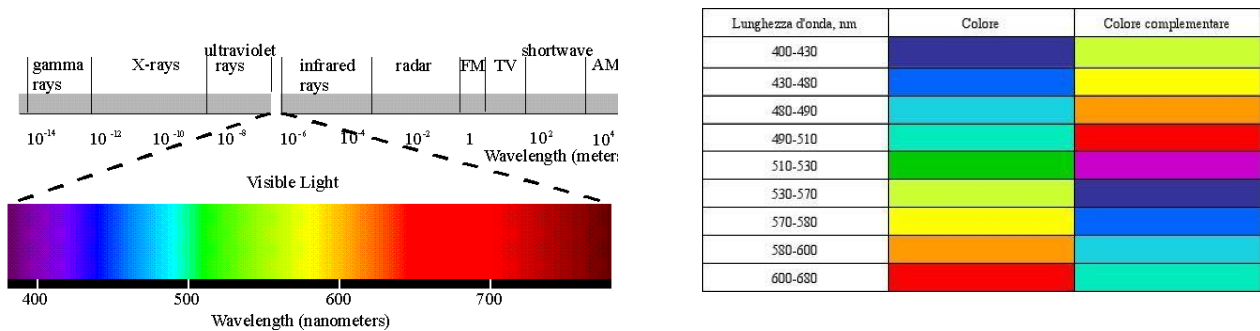 ultraviolet shortwave
gamma X-rays rays infrared radar FM TV AM
rays rays
10⁻¹⁴ 10⁻¹² 10⁻¹⁰ 10⁻⁸ 10⁻⁶ 10⁻⁴ 10⁻² 1 10² 10⁴
Wavelength (meters
Visible Light
400 500 600 700
Wavelength (nanometers)
Lunghezza d'onda, nm Colore Colore complementare
400-430
430-480
480-490
490-510
510-530
530-570
570-580
580-600
600-680